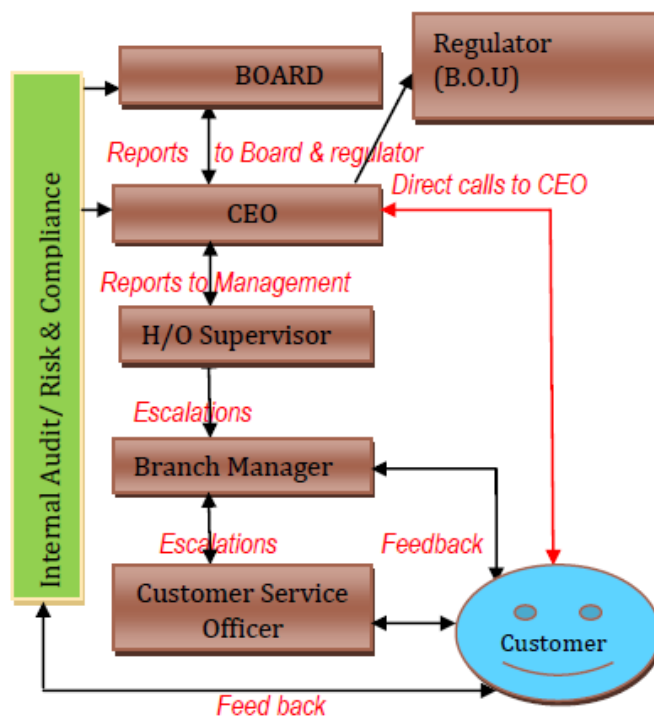 BOARD
Regulator
(B.O.U)
Reports to Board & regulator
Direct calls to CEO
CEO
Reports to Management
H/O Supervisor
Escalations
Branch Manager
Escalations
Feedback
Customer Service
Officer
Customer
Feed back
Internal Audit/ Risk & Compliance